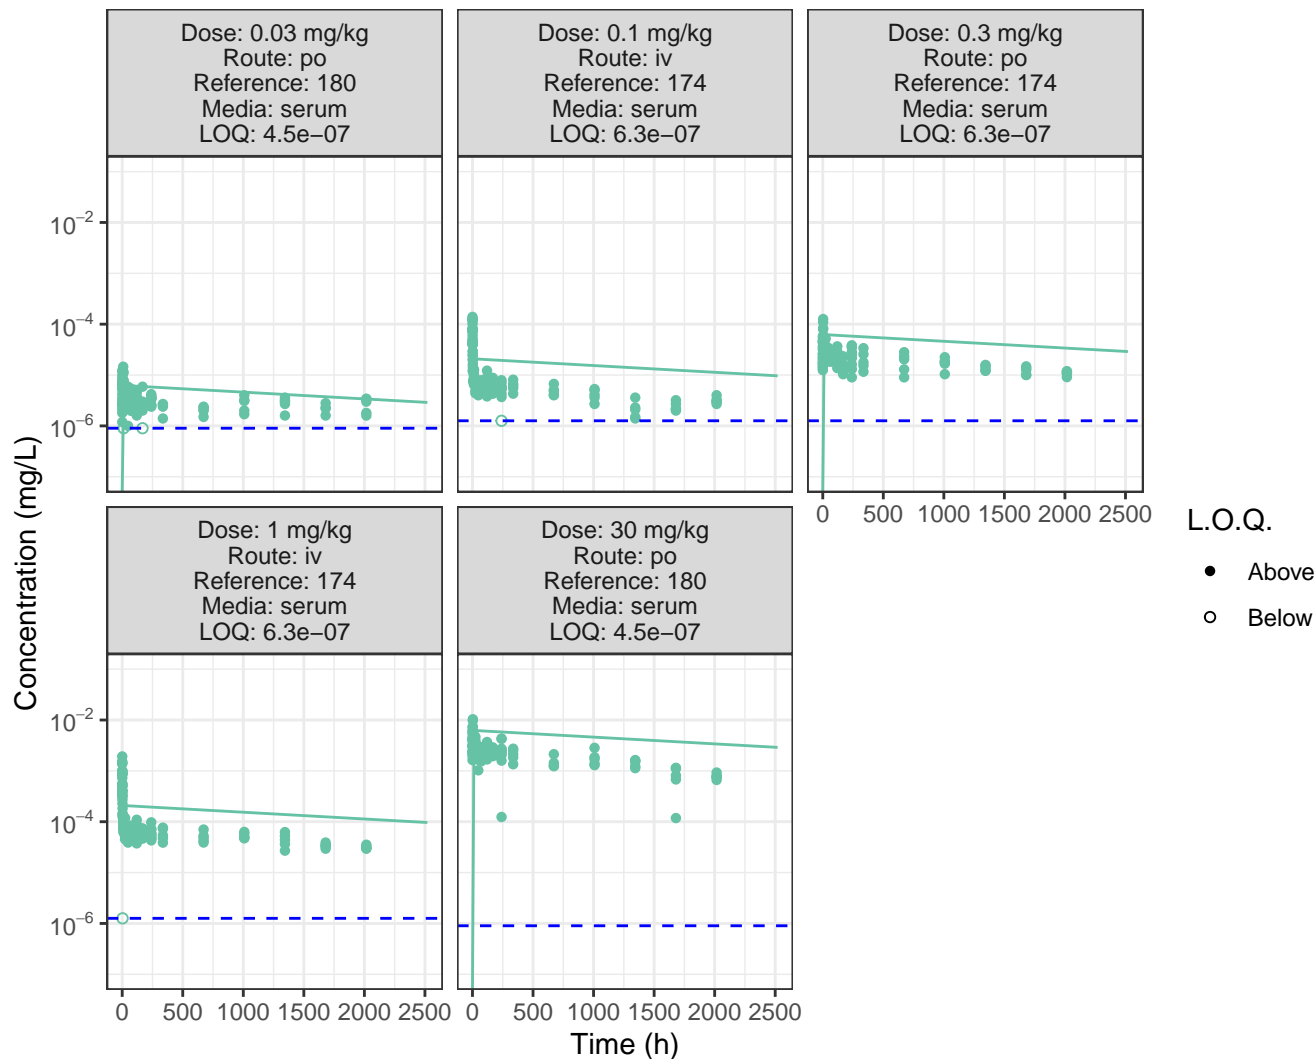 Dose: 0.03 mg/kg
Route: po
Reference: 180
Media: serum
LOQ: 4.5e−07
Dose: 0.1 mg/kg
Route: iv
Reference: 174
Media: serum
LOQ: 6.3e−07
Dose: 0.3 mg/kg
Route: po
Reference: 174
Media: serum
LOQ: 6.3e−07
10−2
10−4
10−6
0 500 1000 1500 2000 2500
Dose: 1 mg/kg
Route: iv
Reference: 174
Media: serum
LOQ: 6.3e−07
Dose: 30 mg/kg
Route: po
Reference: 180
Media: serum
LOQ: 4.5e−07
10−2
10−4
10−6
0 500 1000 1500 2000 2500
0 500 1000 1500 2000 2500
Time (h)
Concentration (mg/L)
L.O.Q.
Above
Below